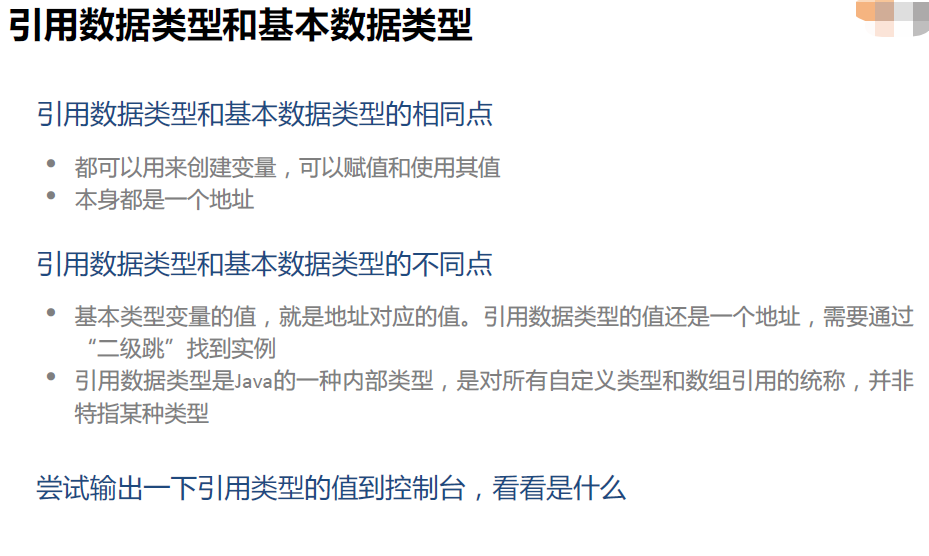 引用数据类型和基本数据类型
引用数据类型和基本数据类型的相同点
• 都可以用来创建变量，可以赋值和使用其值
• 本身都是一个地址
引用数据类型和基本数据类型的不同点
• 基本类型变量的值，就是地址对应的值。引用数据类型的值还是一个地址，需要通过
“二级跳”找到实例
• 引用数据类型是Java的一种内部类型，是对所有自定义类型和数组引用的统称，并非
特指某种类型
尝试输出一下引用类型的值到控制台，看看是什么